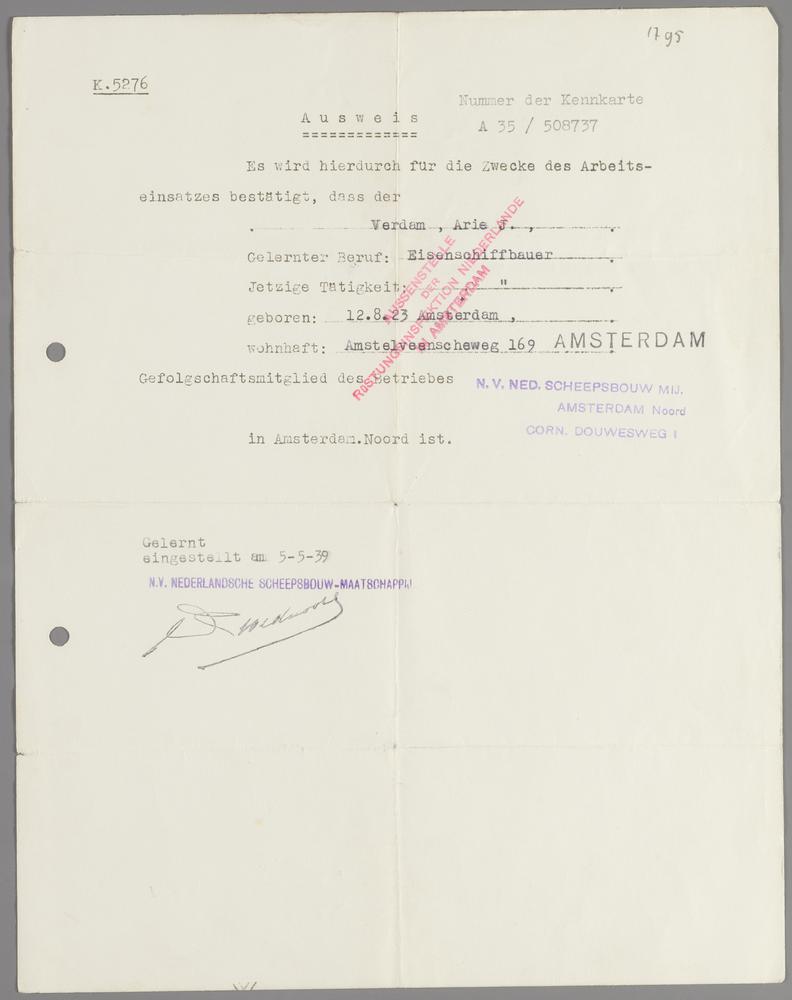 1795
K.5276
Nummer der Kennkarte
A 35 / 508737
Ausweis
=============
Es wird hierdurch für die Zwecke des Arbeits-
einsatzes bestätigt, dass der
Verdam , Arie J. ,
Gelernter Beruf: Eisenschiffbauer
Jetzige Tätigkeit: "
geboren: 12.8.23 Amsterdam ,
wohnhaft: Amstelveenscheweg 169 AMSTERDAM
AUSSENSTELLE
DER
RÜSTUNGSINSPEKTION NIEDERLANDE
IN AMSTERDAM
Gefolgschaftsmitglied des Betriebes
N.V. NED. SCHEEPSBOUW MIJ.
AMSTERDAM Noord
CORN. DOUWESWEG 1
in Amsterdam.Noord ist.
Gelernt
eingestellt am 5-5-39
N.V. NEDERLANDSCHE SCHEEPSBOUW-MAATSCHAPPIJ